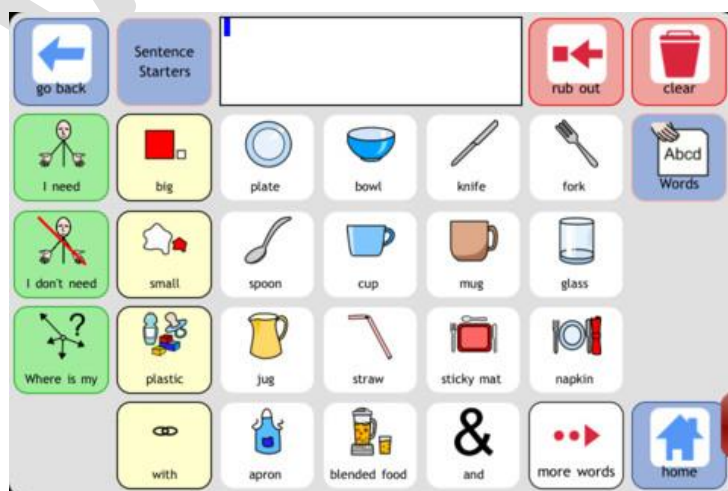 go back
Sentence
Starters
rub out
clear
I need
big
plate
bowl
knife
fork
Abcd
Words
I don't need
small
spoon
cup
mug
glass
?
Where is my
plastic
jug
straw
sticky mat
napkin
with
apron
blended food
&
and
more words
home